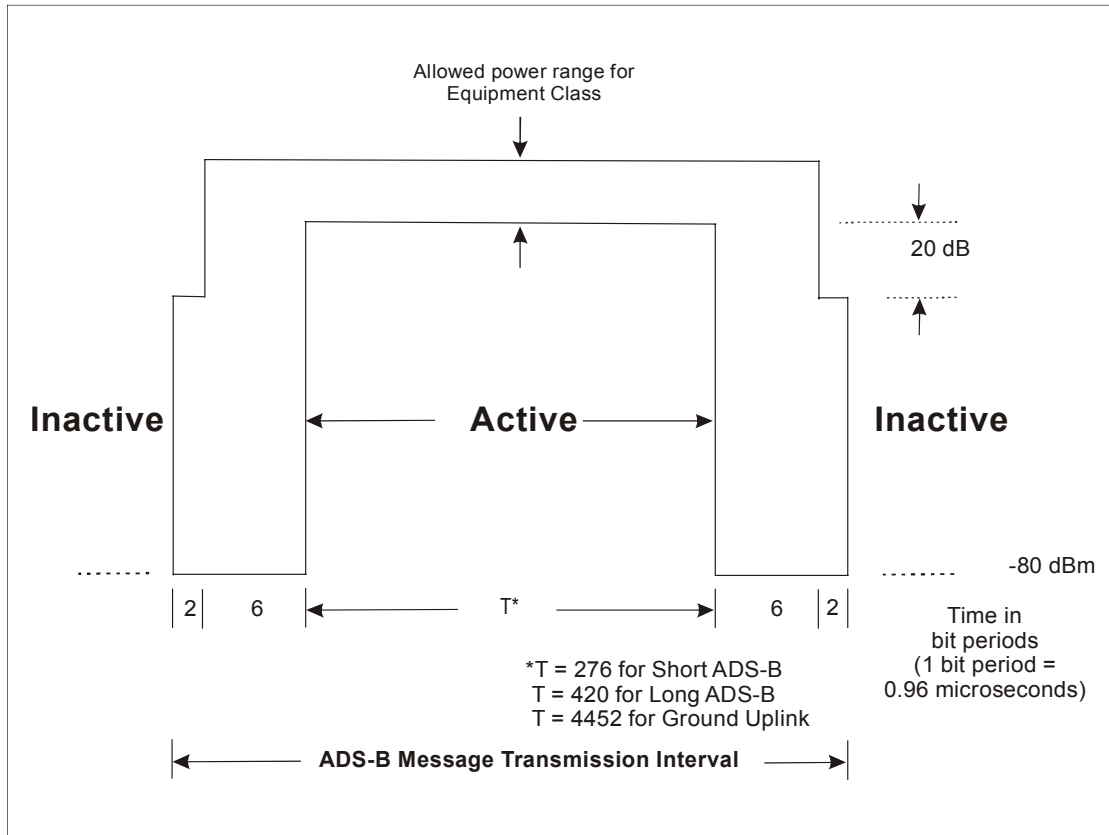 Allowed power range for
Equipment Class
20 dB
Inactive
Active
Inactive
-80 dBm
2
6
T*
6
2
Time in
bit periods
(1 bit period =
0.96 microseconds)
*T = 276 for Short ADS-B
T = 420 for Long ADS-B
T = 4452 for Ground Uplink
ADS-B Message Transmission Interval